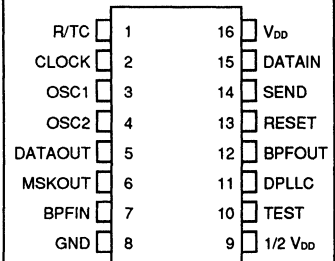 R/TC 1 16 VDD
CLOCK 2 15 DATAIN
OSC1 3 14 SEND
OSC2 4 13 RESET
DATAOUT 5 12 BPFOUT
MSKOUT 6 11 DPLLC
BPFIN 7 10 TEST
GND 8 9 1/2 VDD